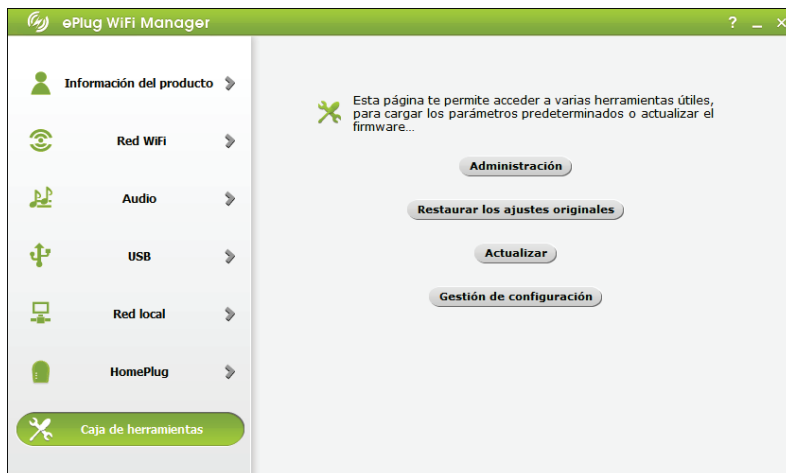 ePlug WiFi Manager
? _ ×
Información del producto
Red WiFi
Audio
USB
Red local
HomePlug
Caja de herramientas
Esta página te permite acceder a varias herramientas útiles,
para cargar los parámetros predeterminados o actualizar el
firmware...
Administración
Restaurar los ajustes originales
Actualizar
Gestión de configuración